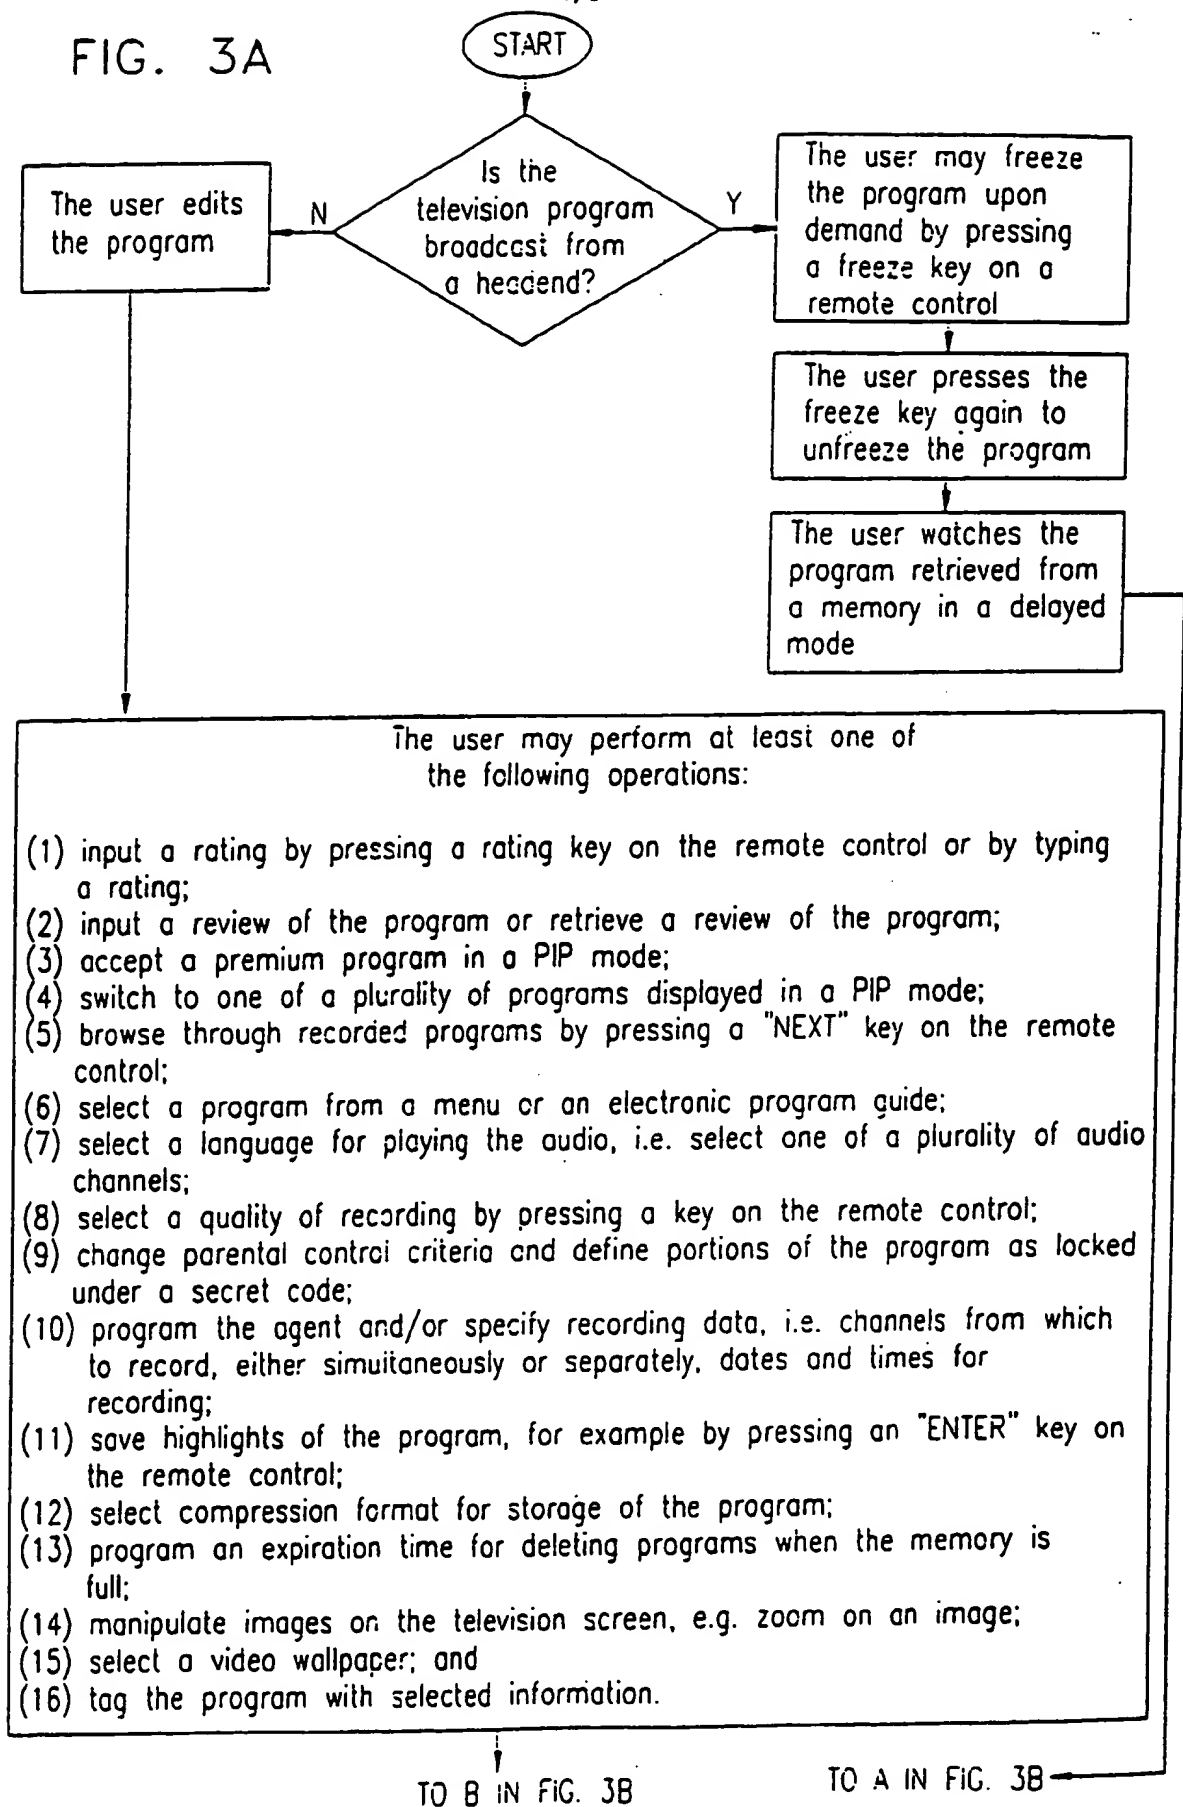 FIG. 3A
START
Is the
television program
broadcast from
a headend?
N
Y
The user edits
the program
The user may freeze
the program upon
demand by pressing
a freeze key on a
remote control
The user presses the
freeze key again to
unfreeze the program
The user watches the
program retrieved from
a memory in a delayed
mode
The user may perform at least one of
the following operations:
(1) input a rating by pressing a rating key on the remote control or by typing
a rating;
(2) input a review of the program or retrieve a review of the program;
(3) accept a premium program in a PIP mode;
(4) switch to one of a plurality of programs displayed in a PIP mode;
(5) browse through recorded programs by pressing a "NEXT" key on the remote
control;
(6) select a program from a menu or an electronic program guide;
(7) select a language for playing the audio, i.e. select one of a plurality of audio
channels;
(8) select a quality of recording by pressing a key on the remote control;
(9) change parental control criteria and define portions of the program as locked
under a secret code;
(10) program the agent and/or specify recording data, i.e. channels from which
to record, either simultaneously or separately, dates and times for
recording;
(11) save highlights of the program, for example by pressing an "ENTER" key on
the remote control;
(12) select compression format for storage of the program;
(13) program an expiration time for deleting programs when the memory is
full;
(14) manipulate images on the television screen, e.g. zoom on an image;
(15) select a video wallpaper; and
(16) tag the program with selected information.
TO B IN FIG. 3B
TO A IN FIG. 3B